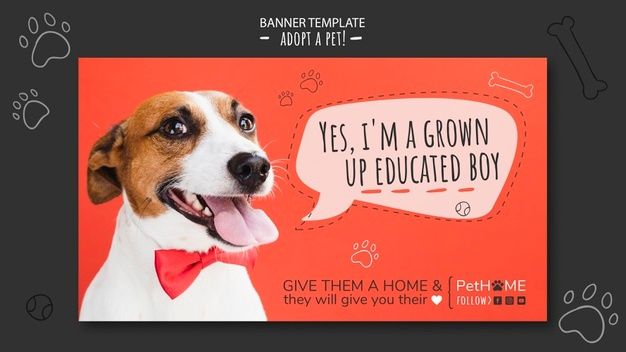 BANNER TEMPLATE
ADOPT A PET!
YES, I'M A GROWN
UP EDUCATED BOY
GIVE THEM A HOME &
they will give you their
PetHOME
FOLLOW